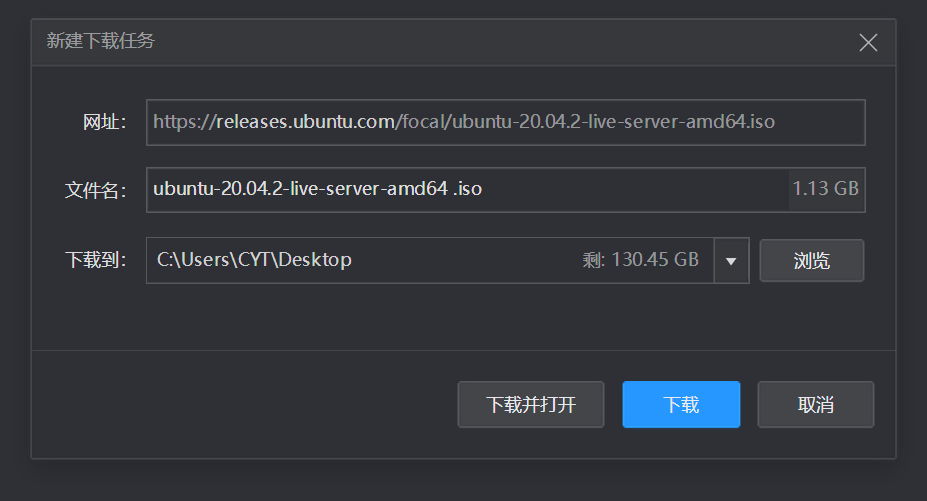 新建下载任务
网址: https://releases.ubuntu.com/focal/ubuntu-20.04.2-live-server-amd64.iso
文件名: ubuntu-20.04.2-live-server-amd64 .iso 1.13 GB
下载到: C:\Users\CYT\Desktop 剩: 130.45 GB 浏览
下载并打开 下载 取消